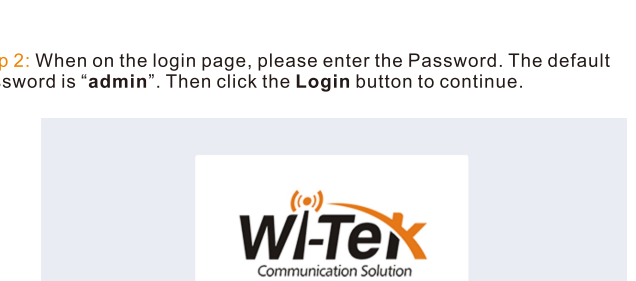 p 2: When on the login page, please enter the Password. The default
ssword is “admin”. Then click the Login button to continue.
WI-Tek
Communication Solution